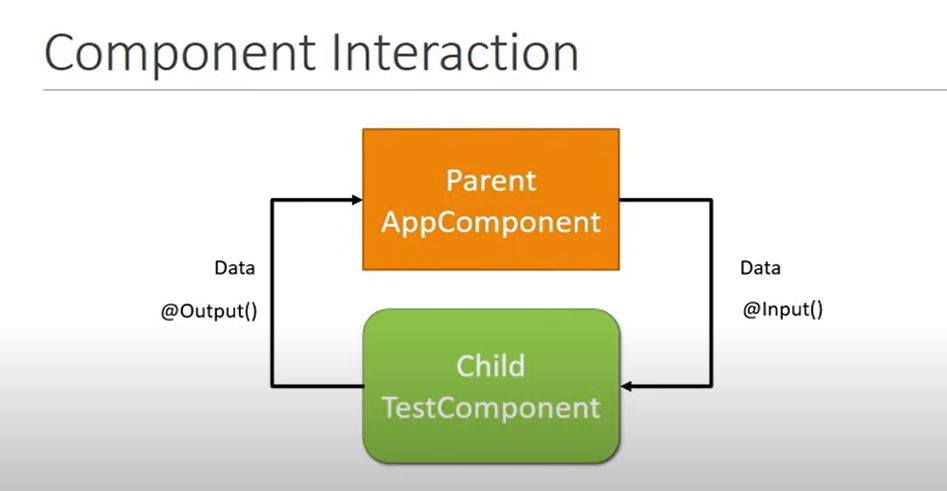 Component Interaction
Parent
AppComponent
Data
@Output()
Data
@Input()
Child
TestComponent